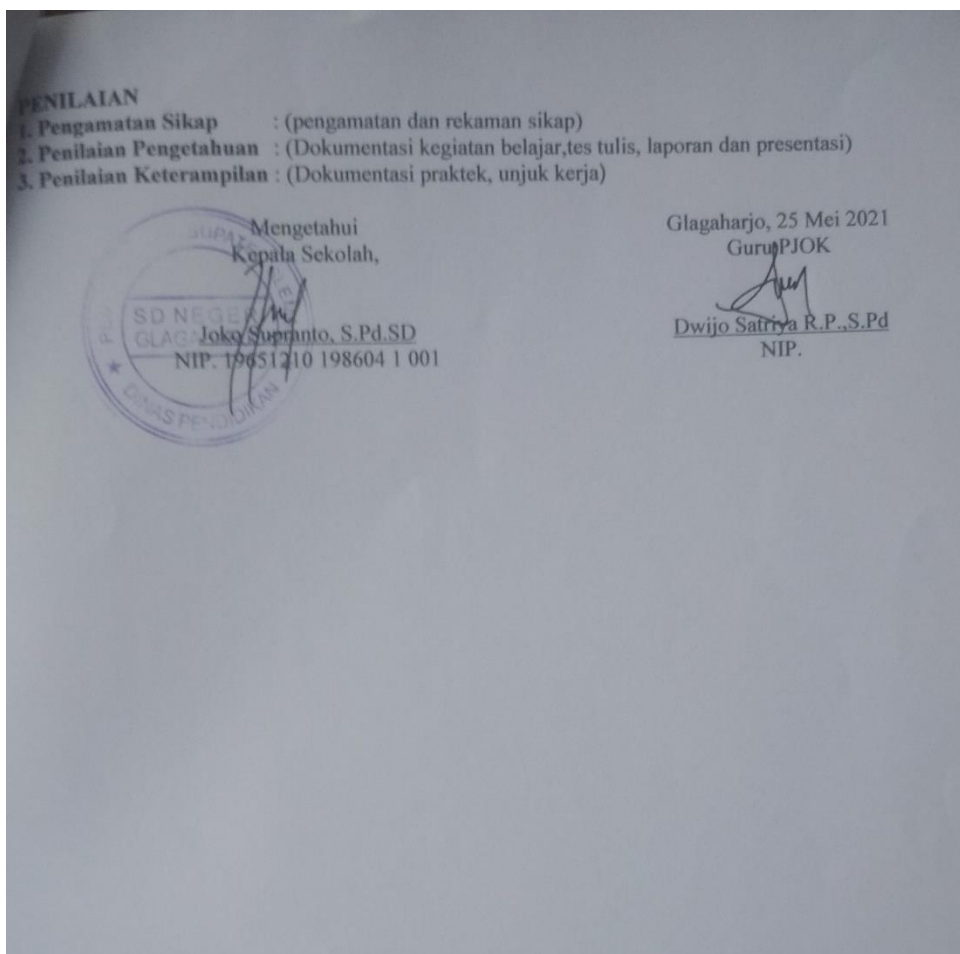 PENILAIAN
1. Pengamatan Sikap : (pengamatan dan rekaman sikap)
2. Penilaian Pengetahuan : (Dokumentasi kegiatan belajar,tes tulis, laporan dan presentasi)
3. Penilaian Keterampilan : (Dokumentasi praktek, unjuk kerja)
Mengetahui
Kepala Sekolah,
SD NEGERI
DINAS PENDIDIKAN
Joko Supranto, S.Pd.SD
NIP. 19651210 198604 1 001
Glagaharjo, 25 Mei 2021
Guru PJOK
Dwijo Satriya R.P.,S.Pd
NIP.